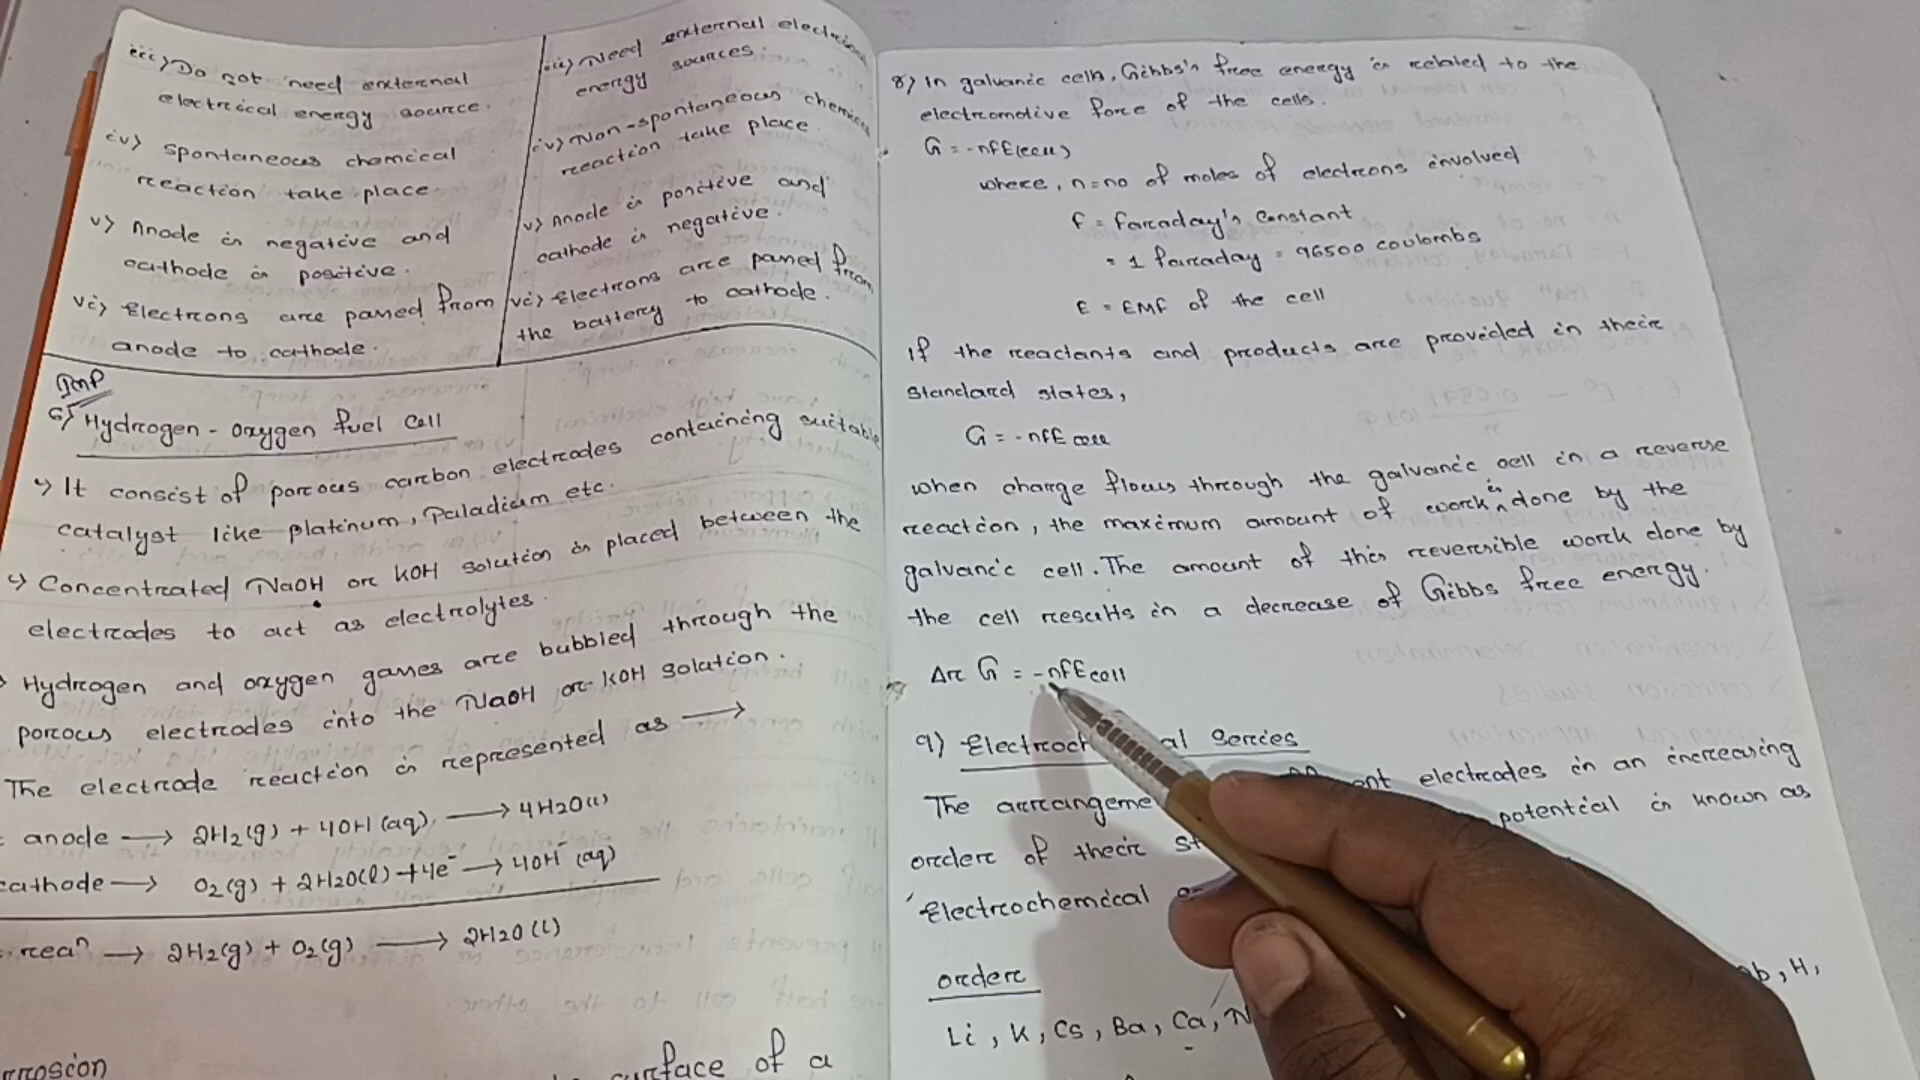 iii) Do not need external
electrical energy source.
iv) spontaneous chemical
reaction take place
v) Anode is negative and
cathode is positive.
vi) Electrons are passed from
anode to cathode.
iii) Need external electrical
energy sources.
iv) Non-spontaneous chemical
reaction take place
v) Anode is positive and
cathode is negative.
vi) Electrons are passed from
the battery to cathode.
Imp
6) Hydrogen - oxygen fuel cell
↳ It consist of porous carbon electrodes containing suitable
catalyst like platinum, Paladium etc.
↳ Concentrated NaOH or KOH solution is placed between the
electrodes to act as electrolytes.
Hydrogen and oxygen gases are bubbled through the
porous electrodes into the NaOH or KOH solution.
The electrode reaction is represented as →
anode → 2H2(g) + 4OH(aq) → 4H2O(l)
cathode → O2(g) + 2H2O(l) + 4e⁻ → 4OH⁻(aq)
reaⁿ → 2H2(g) + O2(g) → 2H2O(l)
surface of a
8) In galvanic cells, Gibbs's free energy is related to the
electromotive force of the cells.
G = -nfE(cell)
where, n=no of moles of electrons involved
F = Faraday's Constant
= 1 Faraday = 96500 coulombs
E = EMF of the cell
If the reactants and products are provided in their
standard states,
G = -nfE cell
when charge flows through the galvanic cell in a reverse
reaction, the maximum amount of work is done by the
galvanic cell. The amount of this reversible work done by
the cell results in a decrease of Gibbs free energy.
Δr G = -nfEcell
9) Electroch al Series
The arrangeme ent electrodes in an increasing
order of their st potential is known as
Electrochemical
order
Li, K, Cs, Ba, Ca, N H,